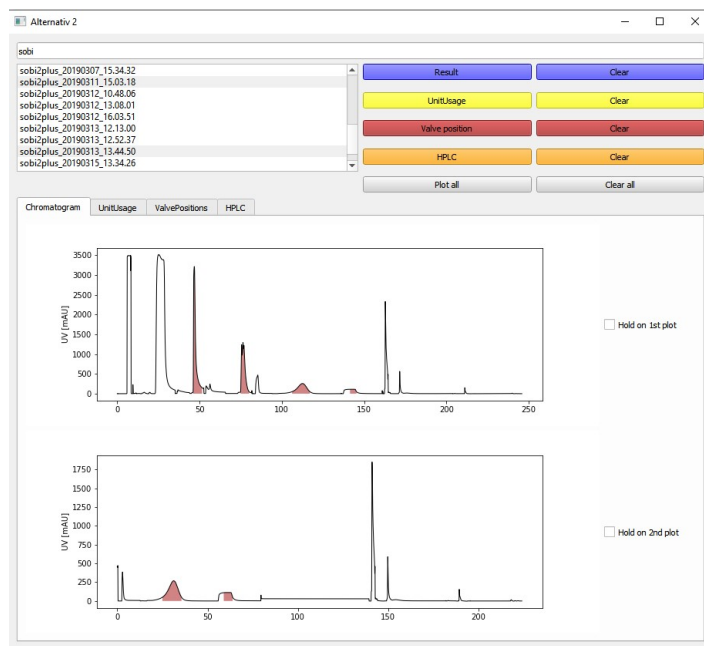 Alternativ 2
sobi
sobi2plus_20190307_15.34.32
sobi2plus_20190311_15.03.18
sobi2plus_20190312_10.48.06
sobi2plus_20190312_13.08.01
sobi2plus_20190312_16.03.51
sobi2plus_20190313_12.13.00
sobi2plus_20190313_12.52.37
sobi2plus_20190313_13.44.50
sobi2plus_20190315_13.34.26
Result Clear
UnitUsage Clear
Valve position Clear
HPLC Clear
Plot all Clear all
Chromatogram UnitUsage ValvePositions HPLC
3500
3000
2500
2000
1500
1000
500
0
UV [mAU]
0 50 100 150 200 250
Hold on 1st plot
1750
1500
1250
1000
750
500
250
0
UV [mAU]
0 50 100 150 200
Hold on 2nd plot